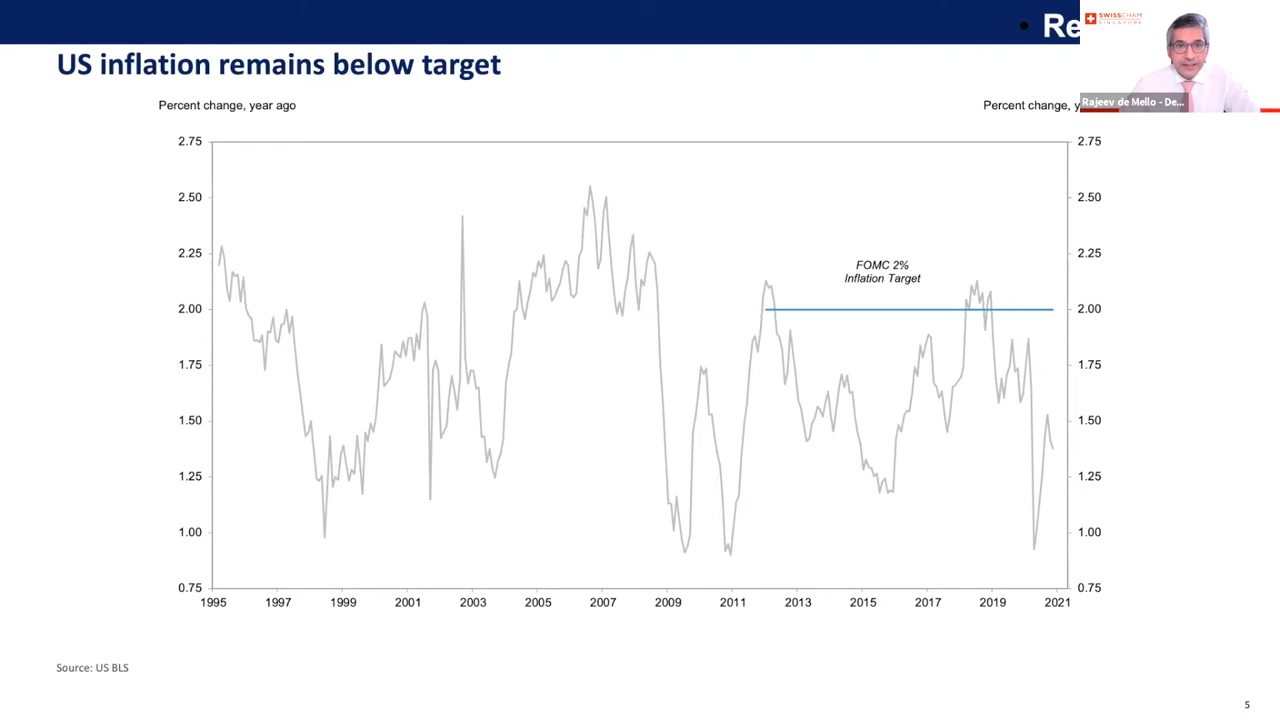 • Re
SWISSCHAM
SINGAPORE
Rajeev de Mello - De...
US inflation remains below target
Percent change, year ago
Percent change, y
2.75 2.75
2.50 2.50
2.25 2.25
FOMC 2%
Inflation Target
2.00 2.00
1.75 1.75
1.50 1.50
1.25 1.25
1.00 1.00
0.75 0.75
1995 1997 1999 2001 2003 2005 2007 2009 2011 2013 2015 2017 2019 2021
Source: US BLS
5